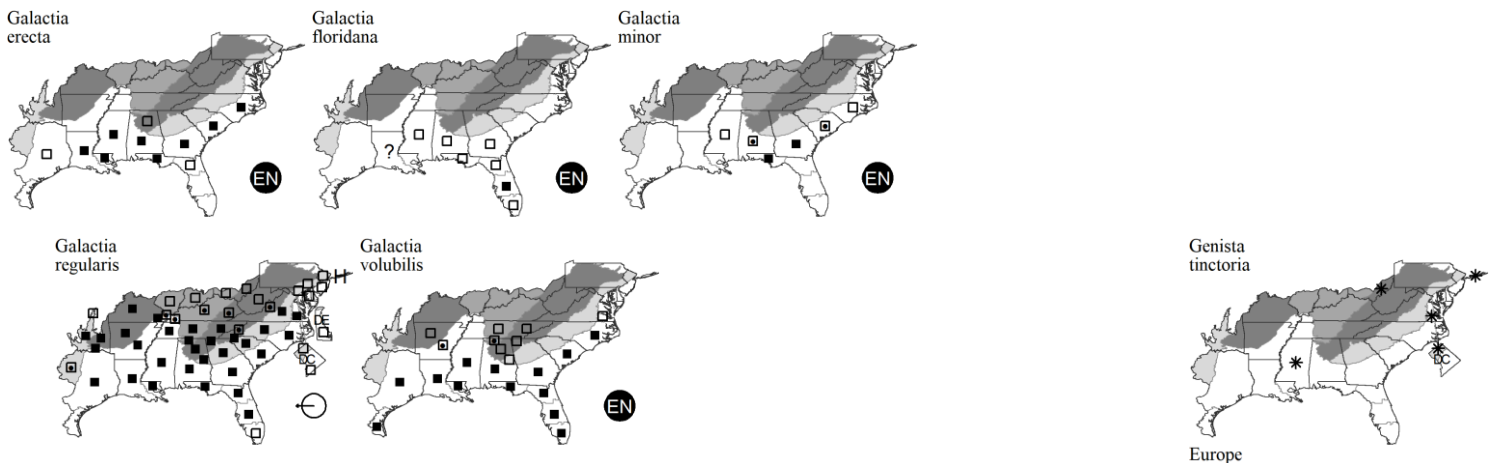 Galactia
erecta
EN
Galactia
floridana
?
EN
Galactia
minor
EN
Galactia
regularis
H
DE
DC
Galactia
volubilis
EN
Genista
tinctoria
DC
Europe